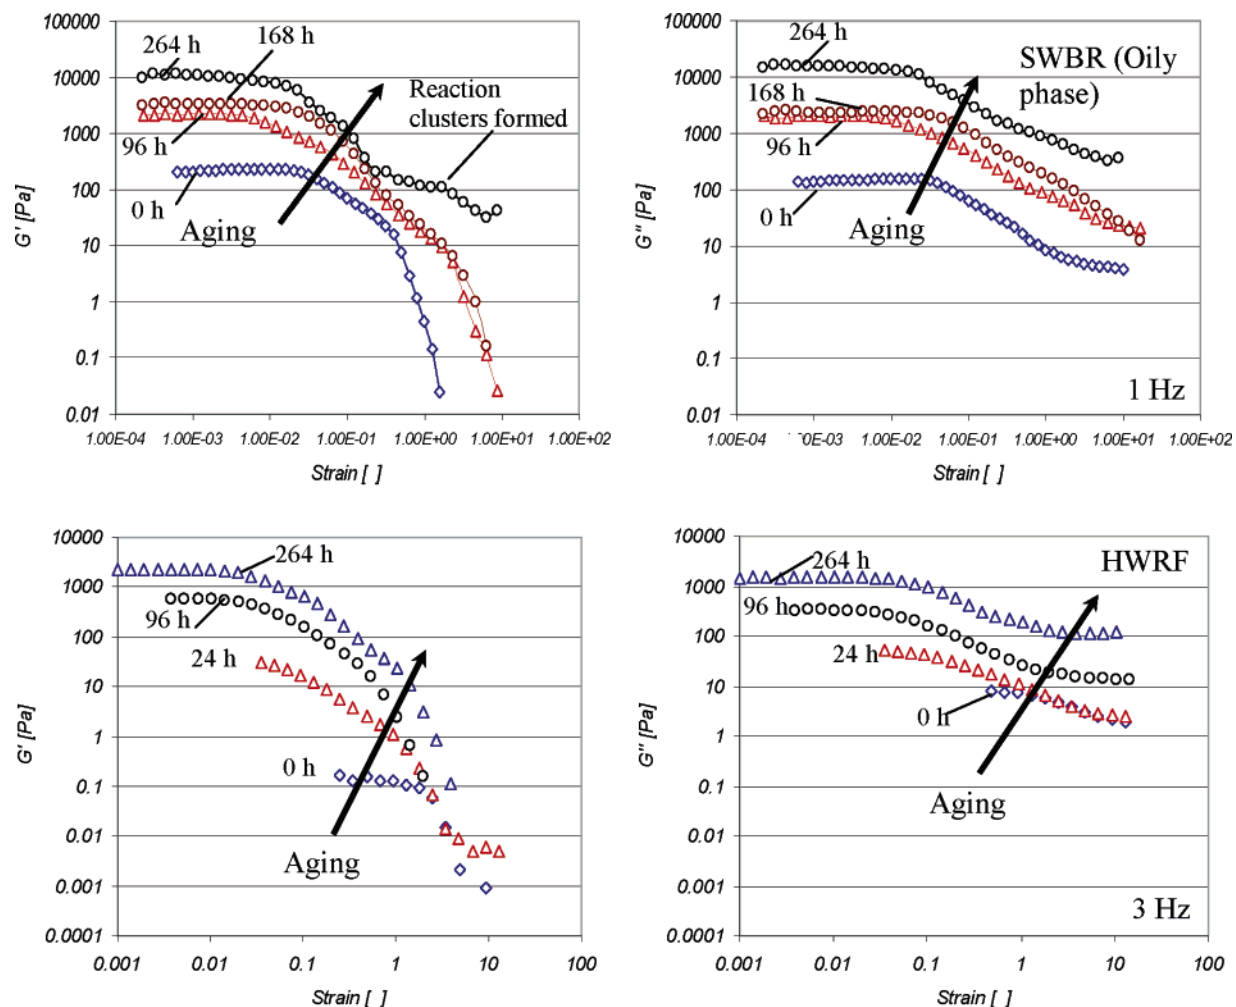 100000
10000
1000
100
10
1
0.1
0.01
G' [Pa]
264 h
168 h
96 h
0 h
Aging
Reaction
clusters formed
1.00E-04 1.00E-03 1.00E-02 1.00E-01 1.00E+00 1.00E+01 1.00E+02
Strain [ ]
100000
10000
1000
100
10
1
0.1
0.01
G'' [Pa]
264 h
168 h
96 h
0 h
Aging
SWBR (Oily
phase)
1 Hz
1.00E-04 .00E-03 1.00E-02 1.00E-01 1.00E+00 1.00E+01 1.00E+02
Strain [ ]
10000
1000
100
10
1
0.1
0.01
0.001
0.0001
G' [Pa]
264 h
96 h
24 h
0 h
Aging
0.001 0.01 0.1 1 10 100
Strain [ ]
10000
1000
100
10
1
0.1
0.01
0.001
0.0001
G'' [Pa]
264 h
96 h
24 h
0 h
Aging
HWRF
3 Hz
0.001 0.01 0.1 1 10 100
Strain [ ]